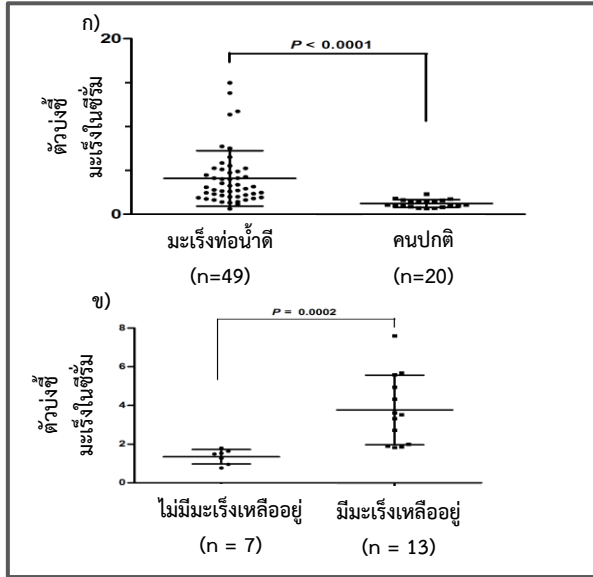 ก)
20
P < 0.0001
ตัวบ่งชี้
มะเร็งในซีรั่ม
0
มะเร็งท่อน้ำดี คนปกติ
(n=49) (n=20)
ข)
P = 0.0002
8
6
ตัวบ่งชี้
มะเร็งในซีรั่ม
4
2
0
ไม่มีมะเร็งเหลืออยู่ มีมะเร็งเหลืออยู่
(n = 7) (n = 13)